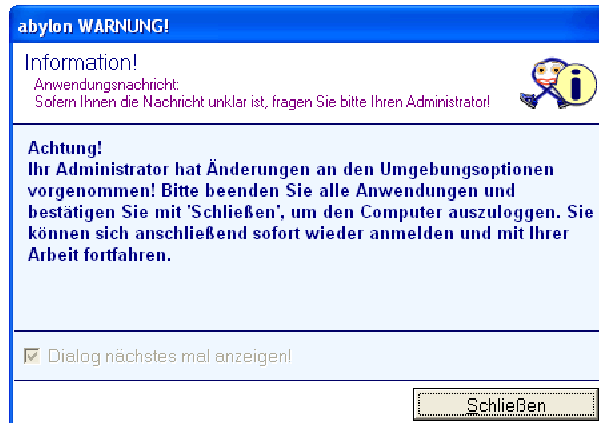 abylon WARNUNG!
Information!
Anwendungsnachricht:
Sofern Ihnen die Nachricht unklar ist, fragen Sie bitte Ihren Administrator!
Achtung!
Ihr Administrator hat Änderungen an den Umgebungsoptionen
vorgenommen! Bitte beenden Sie alle Anwendungen und
bestätigen Sie mit 'Schließen', um den Computer auszuloggen. Sie
können sich anschließend sofort wieder anmelden und mit Ihrer
Arbeit fortfahren.
Dialog nächstes mal anzeigen!
Schließen